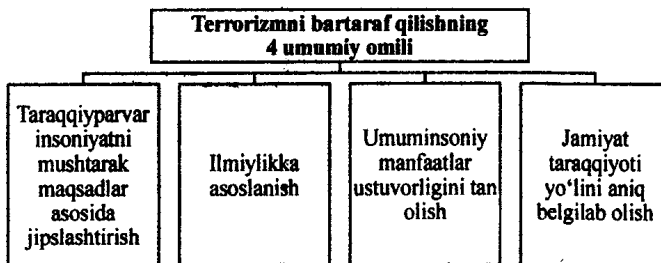 Terrorizmni bartaraf qilishning
4 umumiy omili
Taraqqiyparvar
insoniyatni
mushtarak
maqsadlar
asosida
jipslashtirish
Ilmiylikka
asoslanish
Umuminsoniy
manfaatlar
ustuvorligini tan
olish
Jamiyat
taraqqiyoti
yo‘lini aniq
belgilab olish